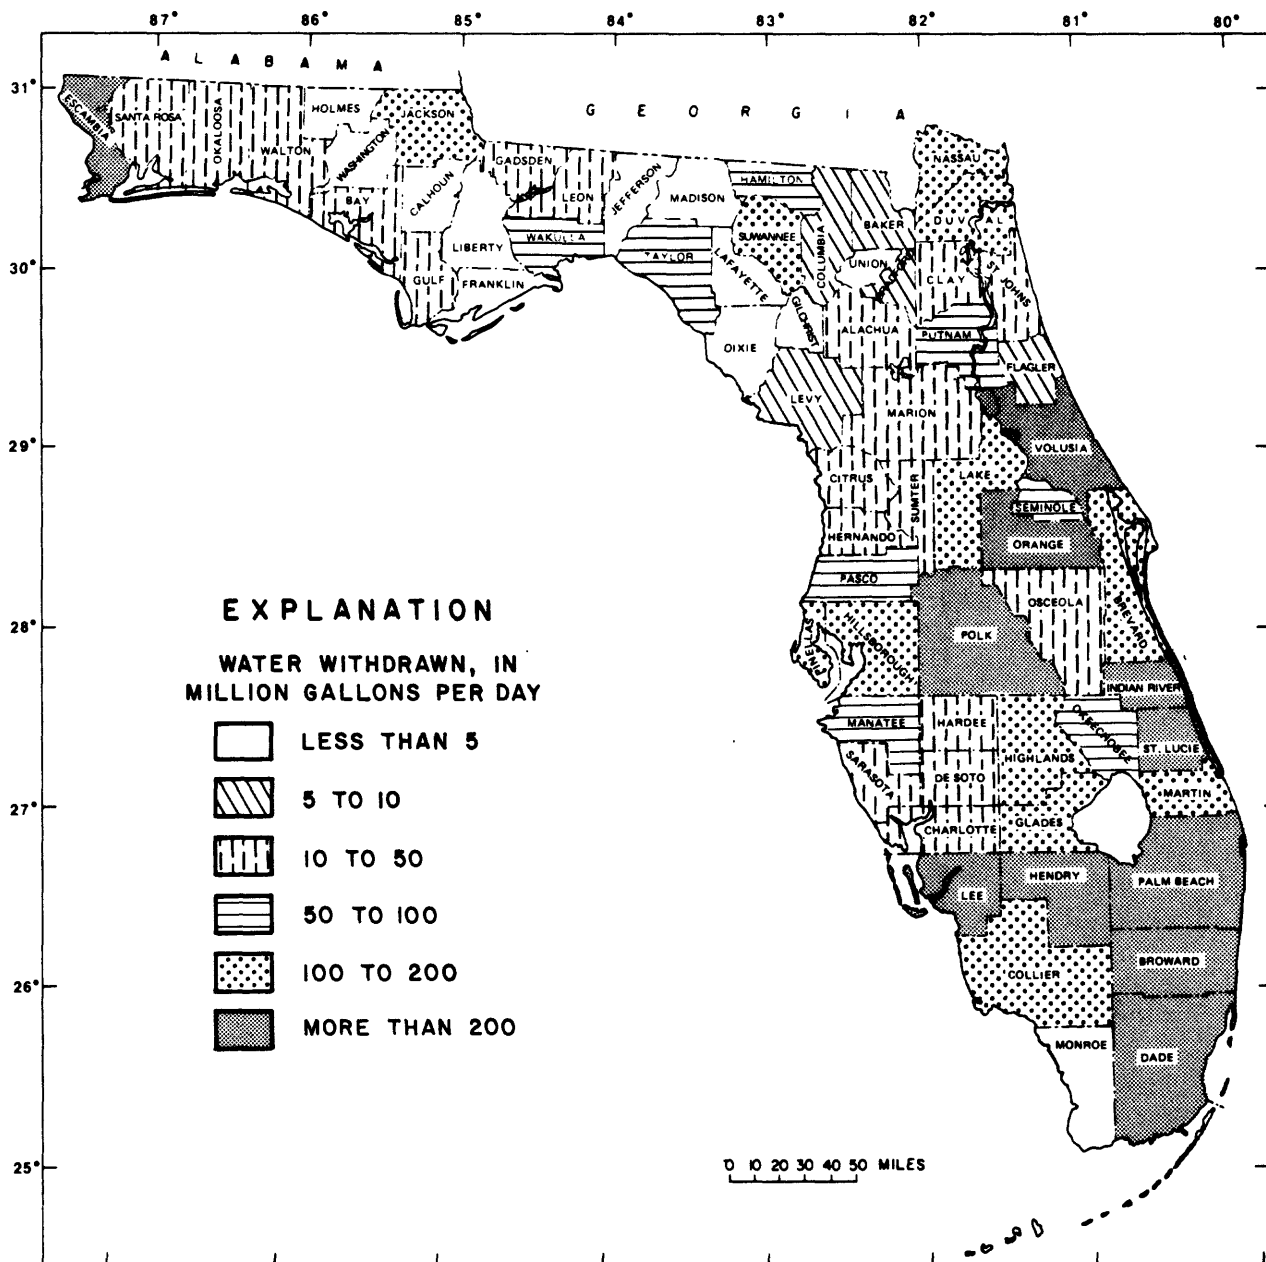 87° 86° 85° 84° 83° 82° 81° 80°
ALABAMA
31°
GEORGIA
ESCAMBIA
SANTA ROSA
OKALOOSA
WALTON
HOLMES
WASHINGTON
JACKSON
BAY
CALHOUN
GULF
LIBERTY
FRANKLIN
GADSDEN
LEON
WAKULLA
JEFFERSON
MADISON
TAYLOR
HAMILTON
SUWANNEE
LAFAYETTE
COLUMBIA
BAKER
NASSAU
DUVAL
30°
UNION
CLAY
ST. JOHNS
GILCHRIST
ALACHUA
PUTNAM
DIXIE
LEVY
FLAGLER
MARION
29°
VOLUSIA
CITRUS
SUMTER
LAKE
SEMINOLE
HERNANDO
ORANGE
PASCO
OSCEOLA
BREVARD
28°
PINELLAS
HILLSBOROUGH
POLK
INDIAN RIVER
MANATEE
HARDEE
OKEECHOBEE
HIGHLANDS
ST. LUCIE
SARASOTA
DE SOTO
MARTIN
27°
CHARLOTTE
GLADES
LEE
HENDRY
PALM BEACH
COLLIER
BROWARD
26°
MONROE
DADE
25°
EXPLANATION
WATER WITHDRAWN, IN
MILLION GALLONS PER DAY
LESS THAN 5
5 TO 10
10 TO 50
50 TO 100
100 TO 200
MORE THAN 200
0 10 20 30 40 50 MILES